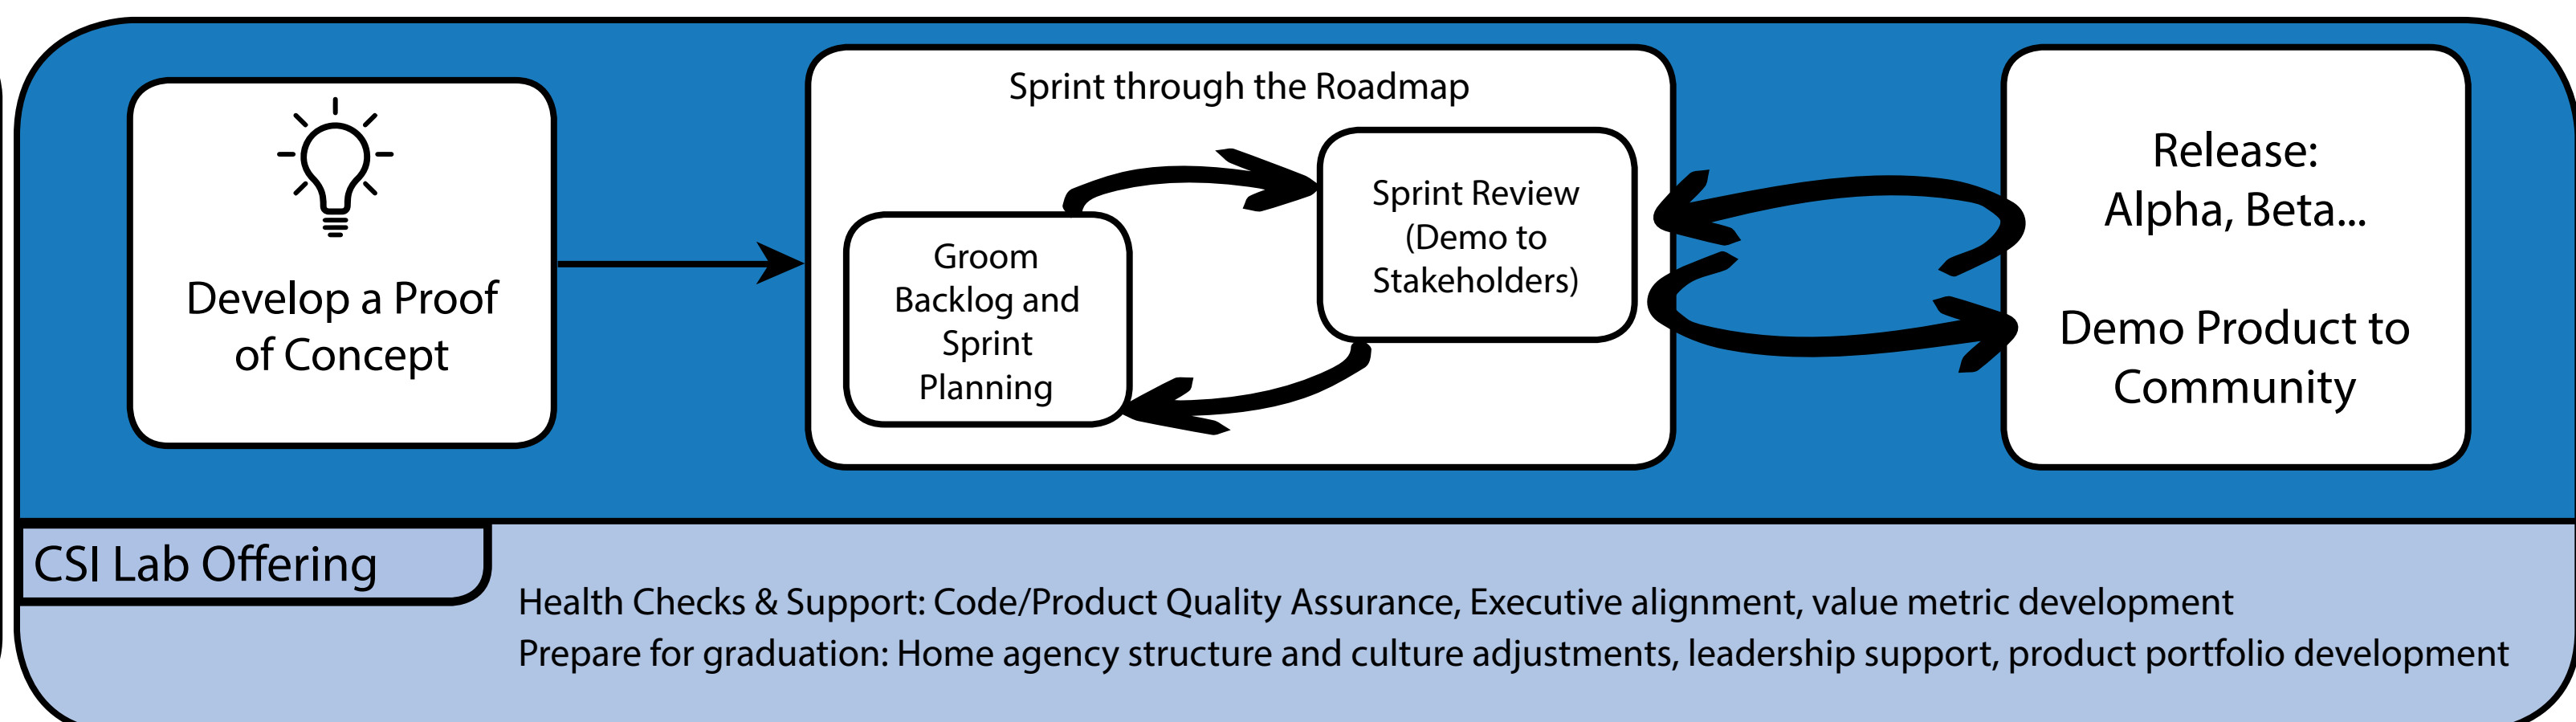 Develop a Proof
of Concept
Sprint through the Roadmap
Groom
Backlog and
Sprint
Planning
Sprint Review
(Demo to
Stakeholders)
Release:
Alpha, Beta...
Demo Product to
Community
CSI Lab Offering
Health Checks & Support: Code/Product Quality Assurance, Executive alignment, value metric development
Prepare for graduation: Home agency structure and culture adjustments, leadership support, product portfolio development